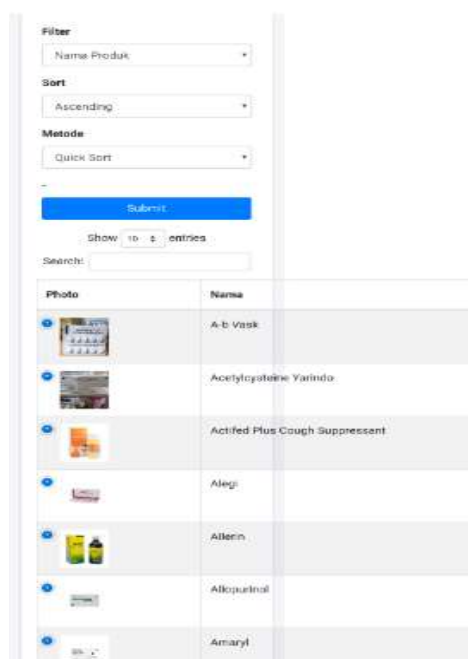 Filter
Nama Produk
Sort
Ascending
Metode
Quick Sort
-
Submit
Show 10 entries
Search:
Photo Nama
A-b Vask
Acetylcysteine Yarindo
Actifed Plus Cough Suppressant
Alegi
Allerin
Allopurinol
Amaryl